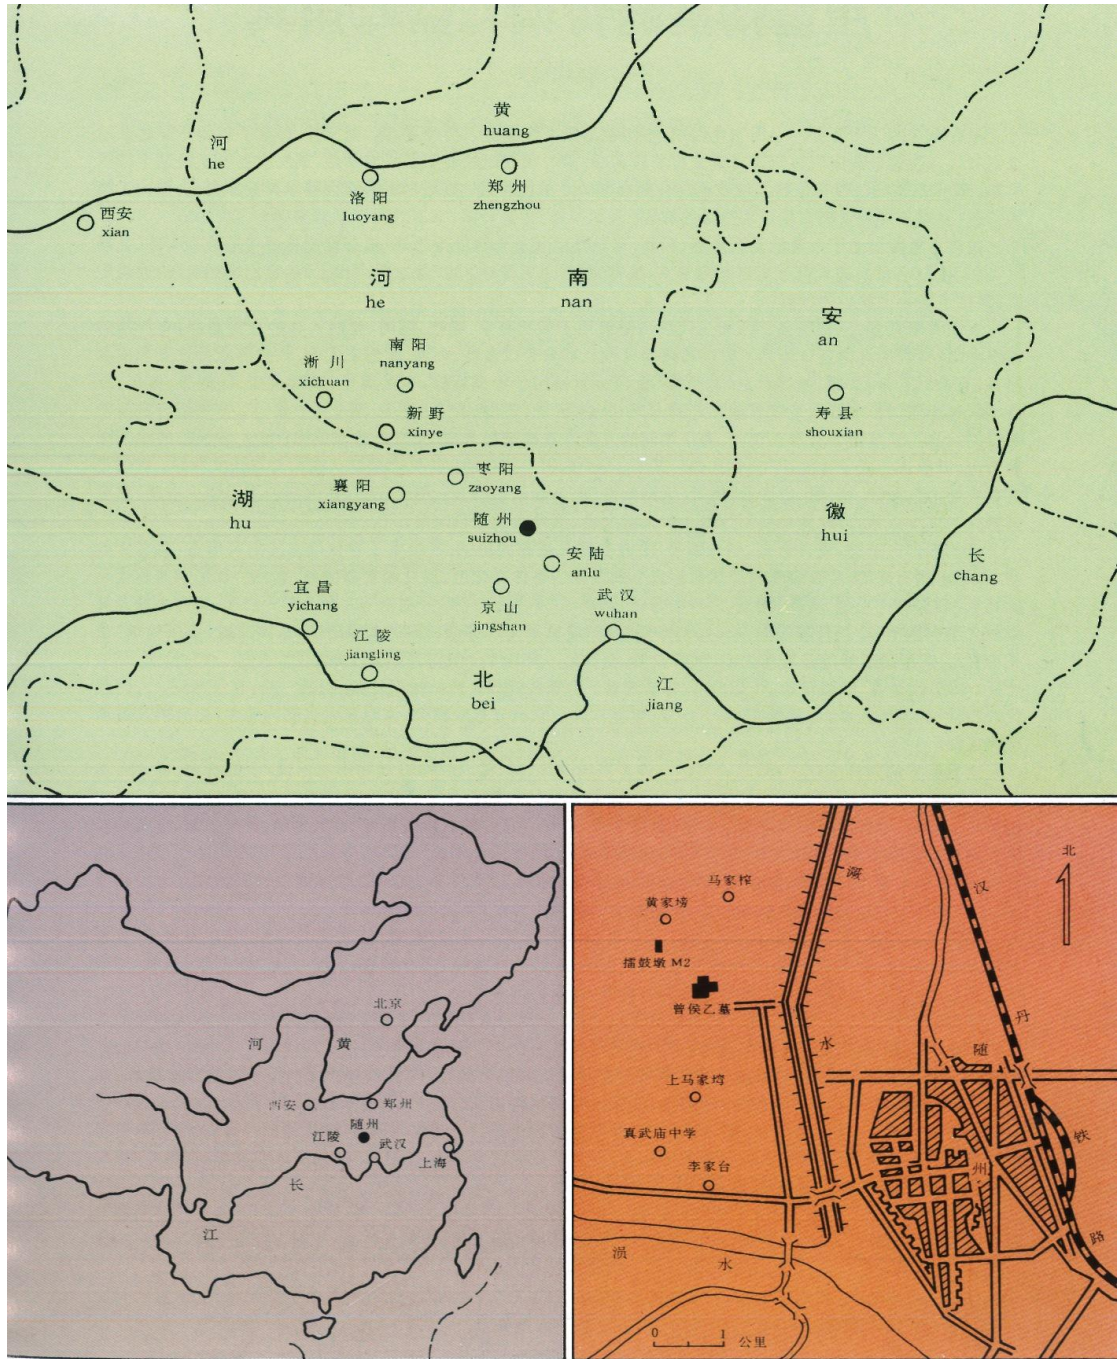 黄
huang
河
he
洛阳
luoyang
郑州
zhengzhou
西安
xian
河
he
南
nan
安
an
南阳
nanyang
淅川
xichuan
新野
xinye
寿县
shouxian
枣阳
zaoyang
襄阳
xiangyang
湖
hu
随州
suizhou
徽
hui
安陆
anlu
长
chang
宜昌
yichang
京山
jingshan
武汉
wuhan
江陵
jiangling
北
bei
江
jiang
北京
河
黄
西安
郑州
随州
江陵
武汉
上海
长
江
北
马家榨
黄家塝
擂鼓墩 M2
曾侯乙墓
水
汉
丹
铁
路
随
州
上马家塆
真武庙中学
李家台
涢
水
0 1 公里